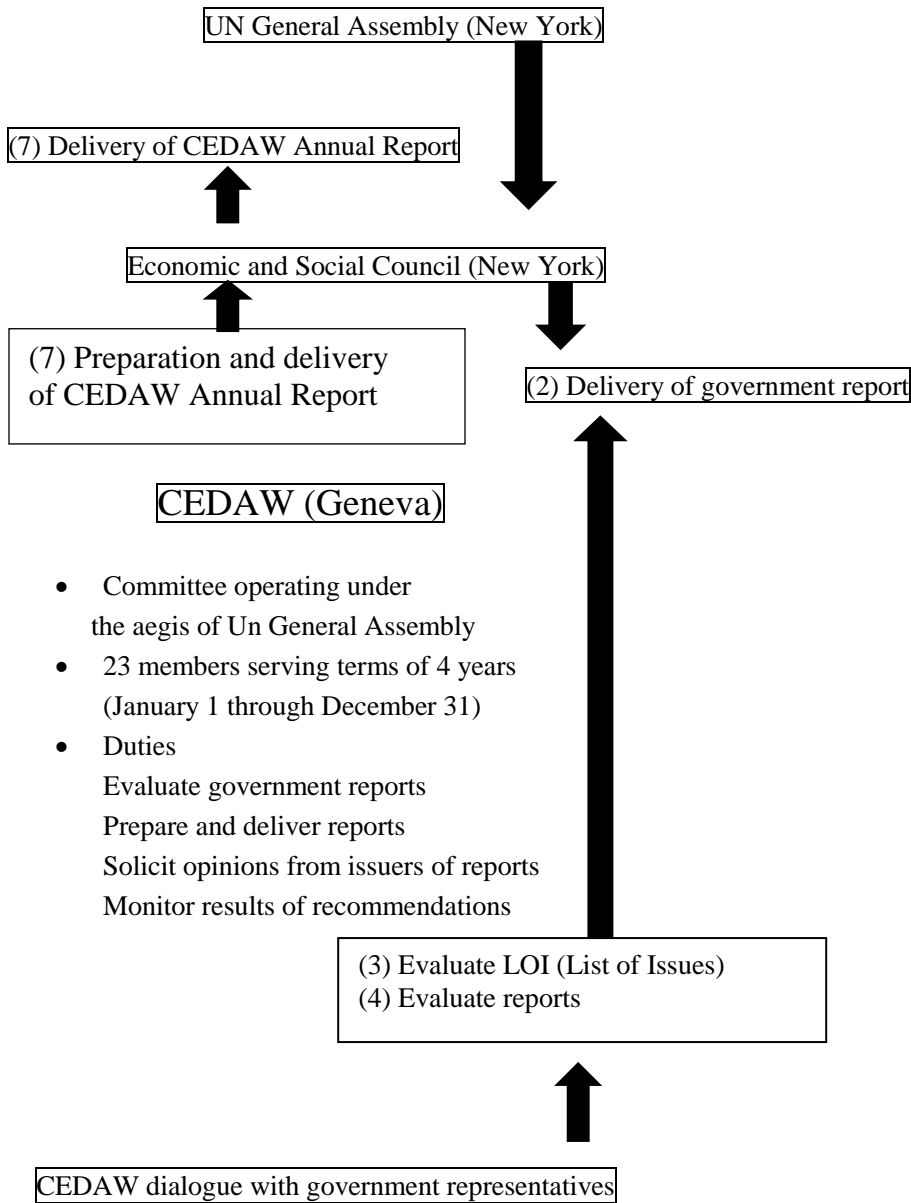 UN General Assembly (New York)
(7) Delivery of CEDAW Annual Report
Economic and Social Council (New York)
(7) Preparation and delivery
of CEDAW Annual Report
(2) Delivery of government report
CEDAW (Geneva)
• Committee operating under
the aegis of Un General Assembly
• 23 members serving terms of 4 years
(January 1 through December 31)
• Duties
Evaluate government reports
Prepare and deliver reports
Solicit opinions from issuers of reports
Monitor results of recommendations
(3) Evaluate LOI (List of Issues)
(4) Evaluate reports
CEDAW dialogue with government representatives